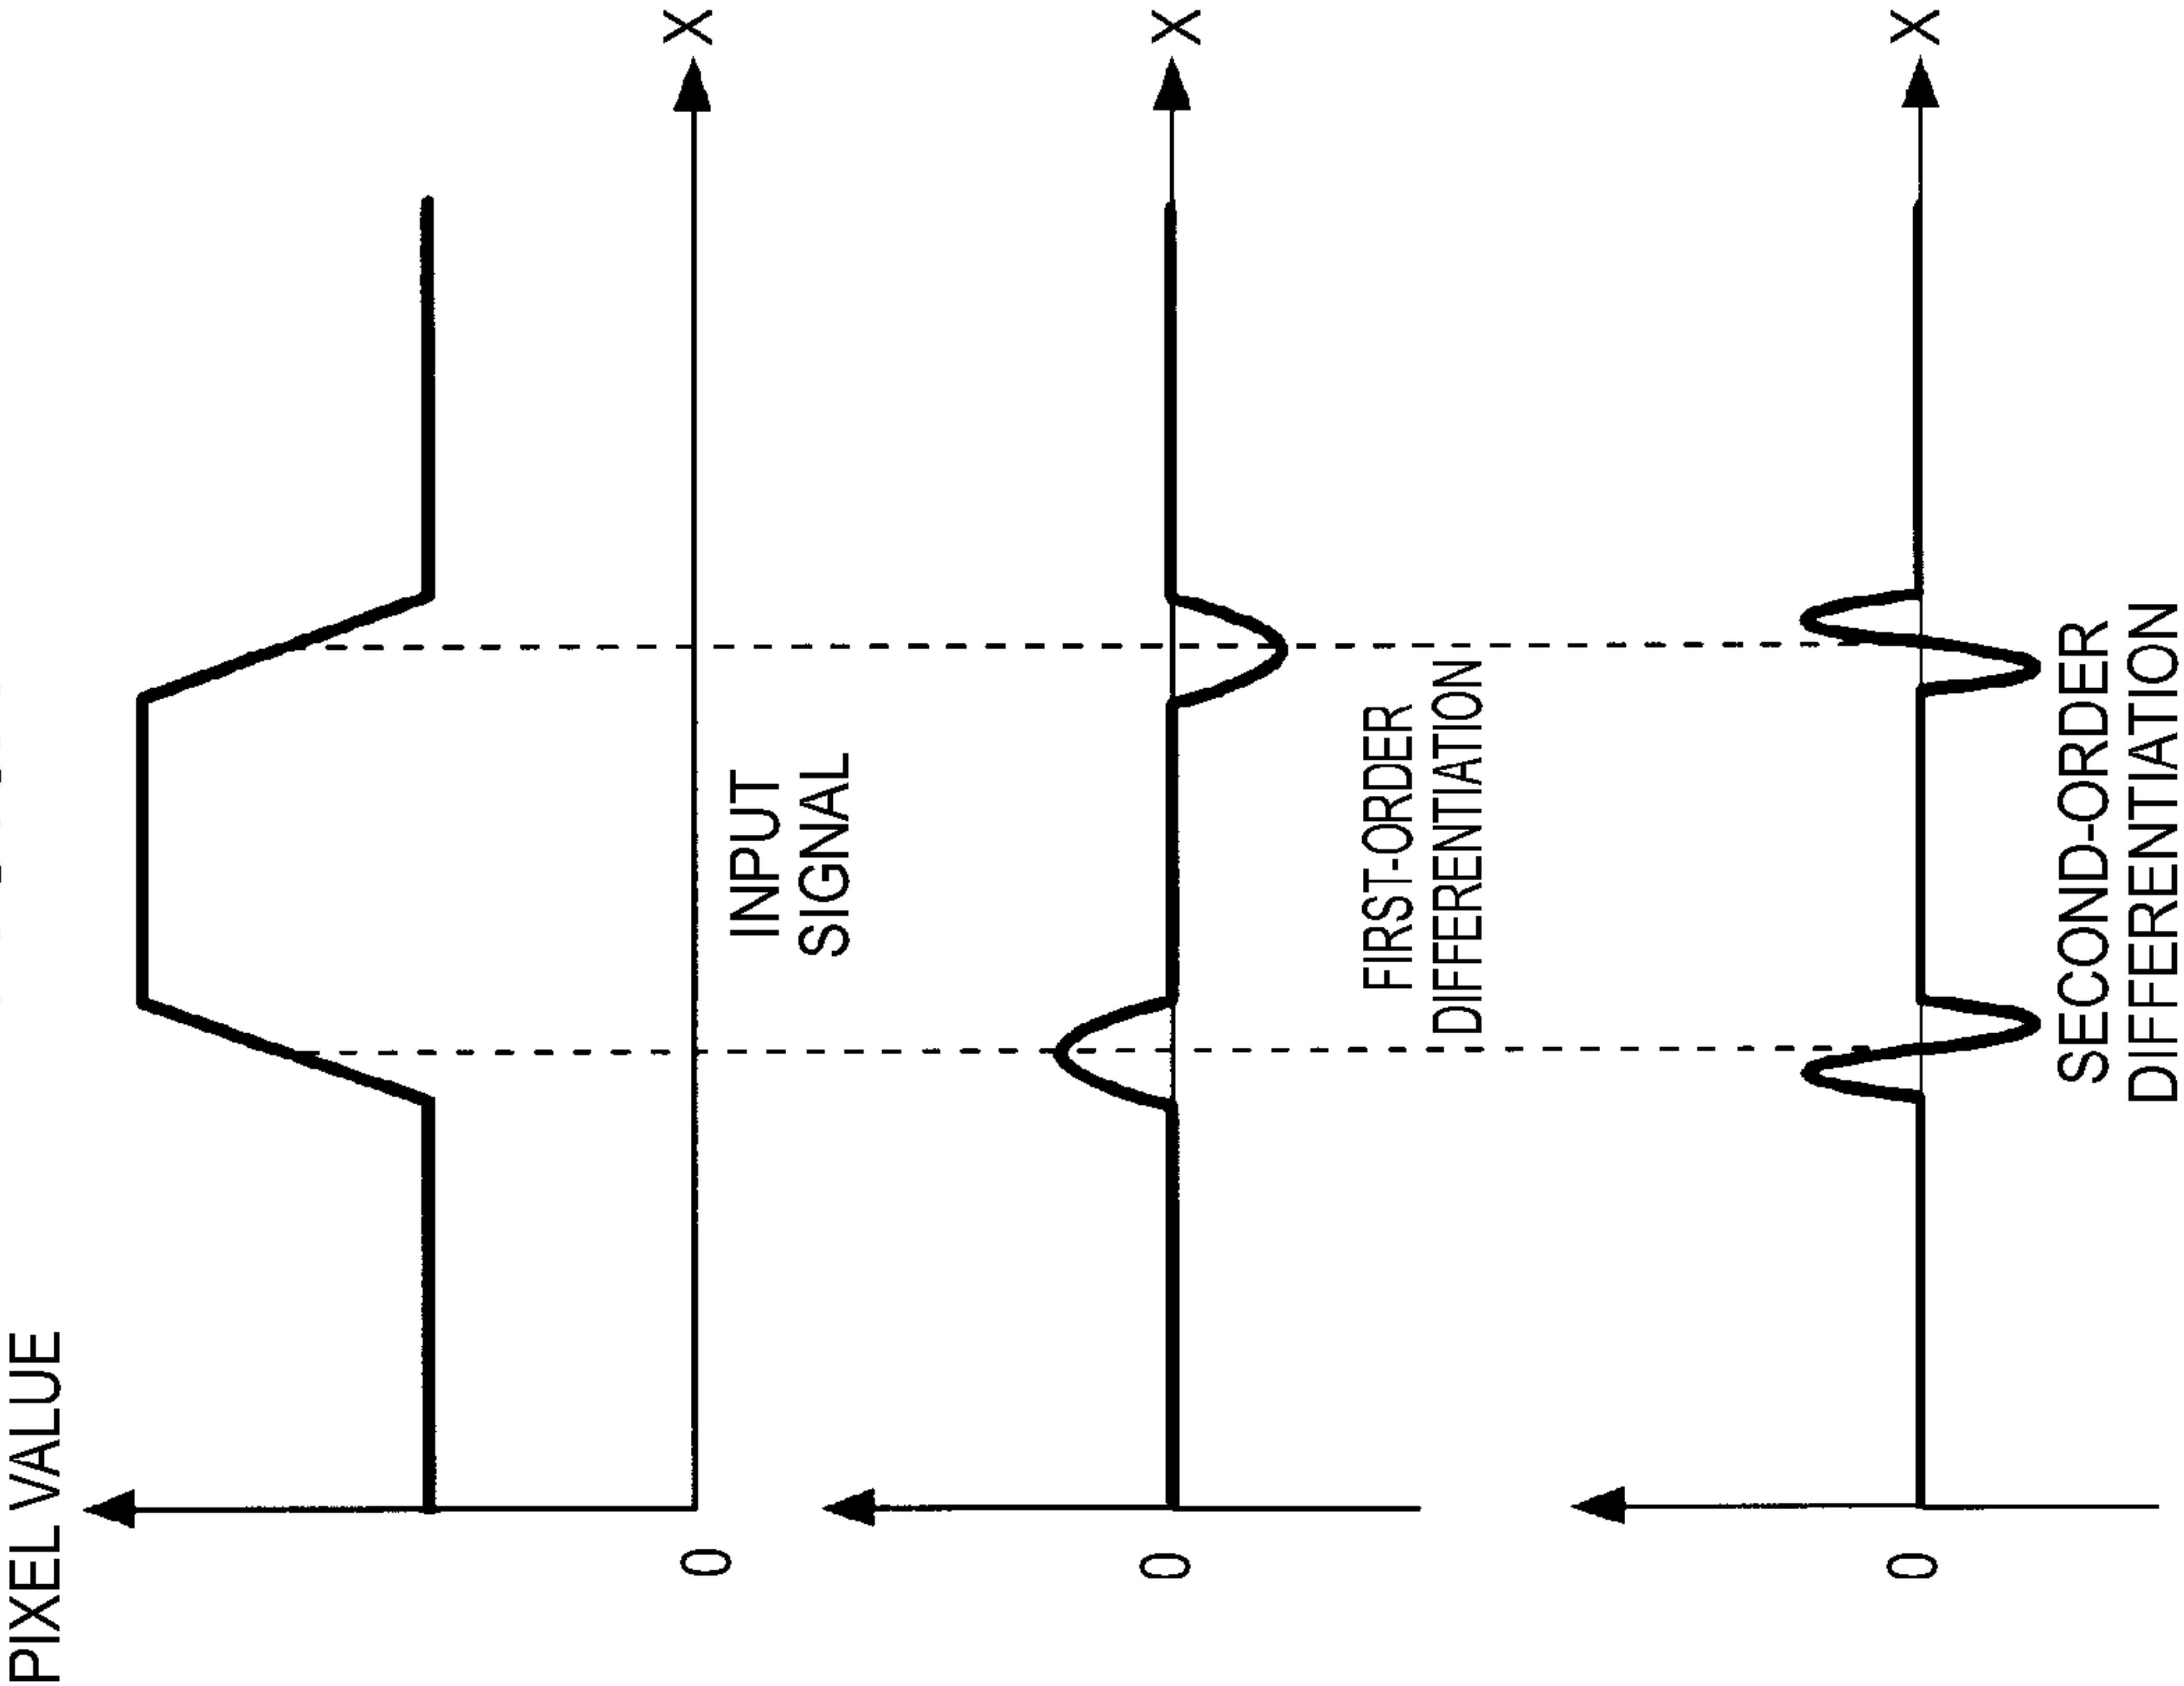 PIXEL VALUE
0
X
INPUT
SIGNAL
0
X
FIRST-ORDER
DIFFERENTIATION
0
X
SECOND-ORDER
DIFFERENTIATION